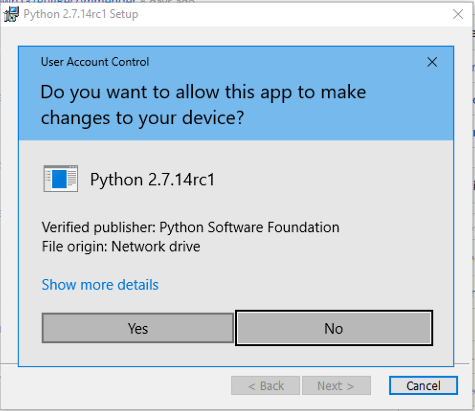 Python 2.7.14rc1 Setup
User Account Control
Do you want to allow this app to make
changes to your device?
Python 2.7.14rc1
Verified publisher: Python Software Foundation
File origin: Network drive
Show more details
Yes No
< Back Next > Cancel